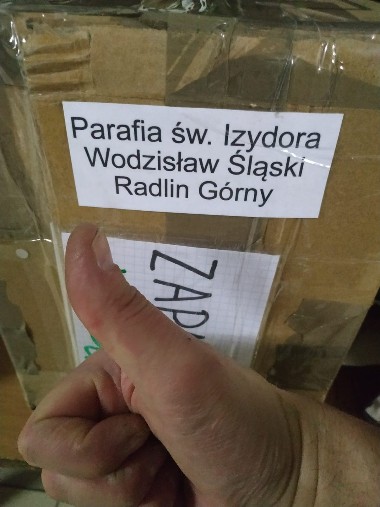 Parafia św. Izydora
Wodzisław Śląski
Radlin Górny